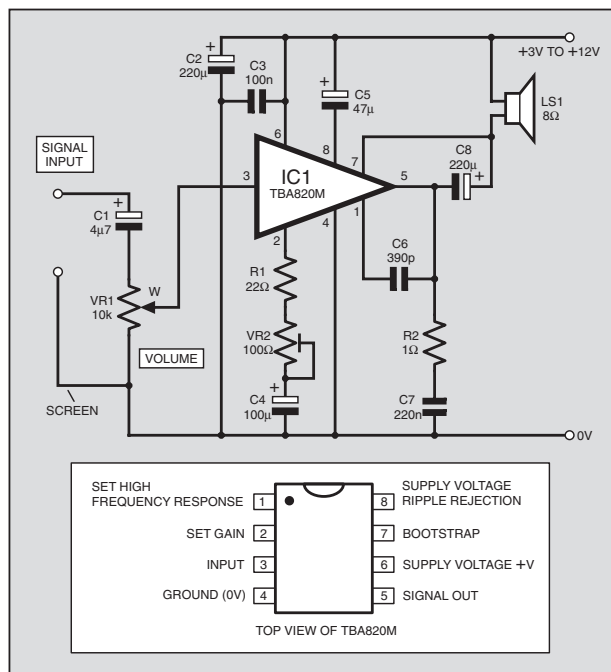 C2
220µ
C3
100n
C5
47µ
+3V TO +12V
LS1
8Ω
SIGNAL
INPUT
C1
4µ7
VR1
10k
W
VOLUME
SCREEN
6
8
7
3
5
2
4
1
IC1
TBA820M
R1
22Ω
VR2
100Ω
C4
100µ
C8
220µ
C6
390p
R2
1Ω
C7
220n
0V
+
+
+
+
+
SET HIGH
FREQUENCY RESPONSE
1
SET GAIN
2
INPUT
3
GROUND (0V)
4
8
SUPPLY VOLTAGE
RIPPLE REJECTION
7
BOOTSTRAP
6
SUPPLY VOLTAGE +V
5
SIGNAL OUT
TOP VIEW OF TBA820M